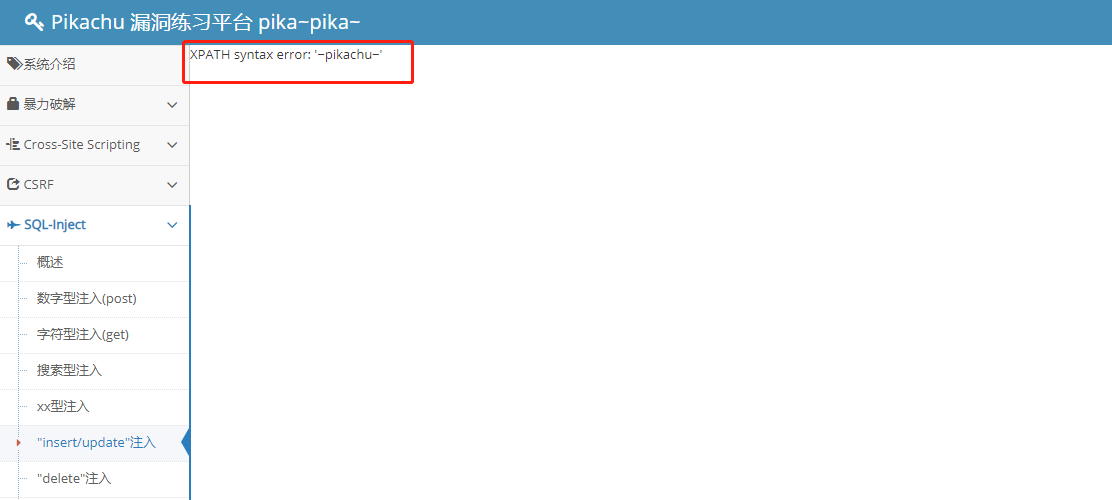 Pikachu 漏洞练习平台 pika~pika~
XPATH syntax error: '~pikachu~'
系统介绍
暴力破解
Cross-Site Scripting
CSRF
SQL-Inject
概述
数字型注入(post)
字符型注入(get)
搜索型注入
xx型注入
"insert/update"注入
"delete"注入